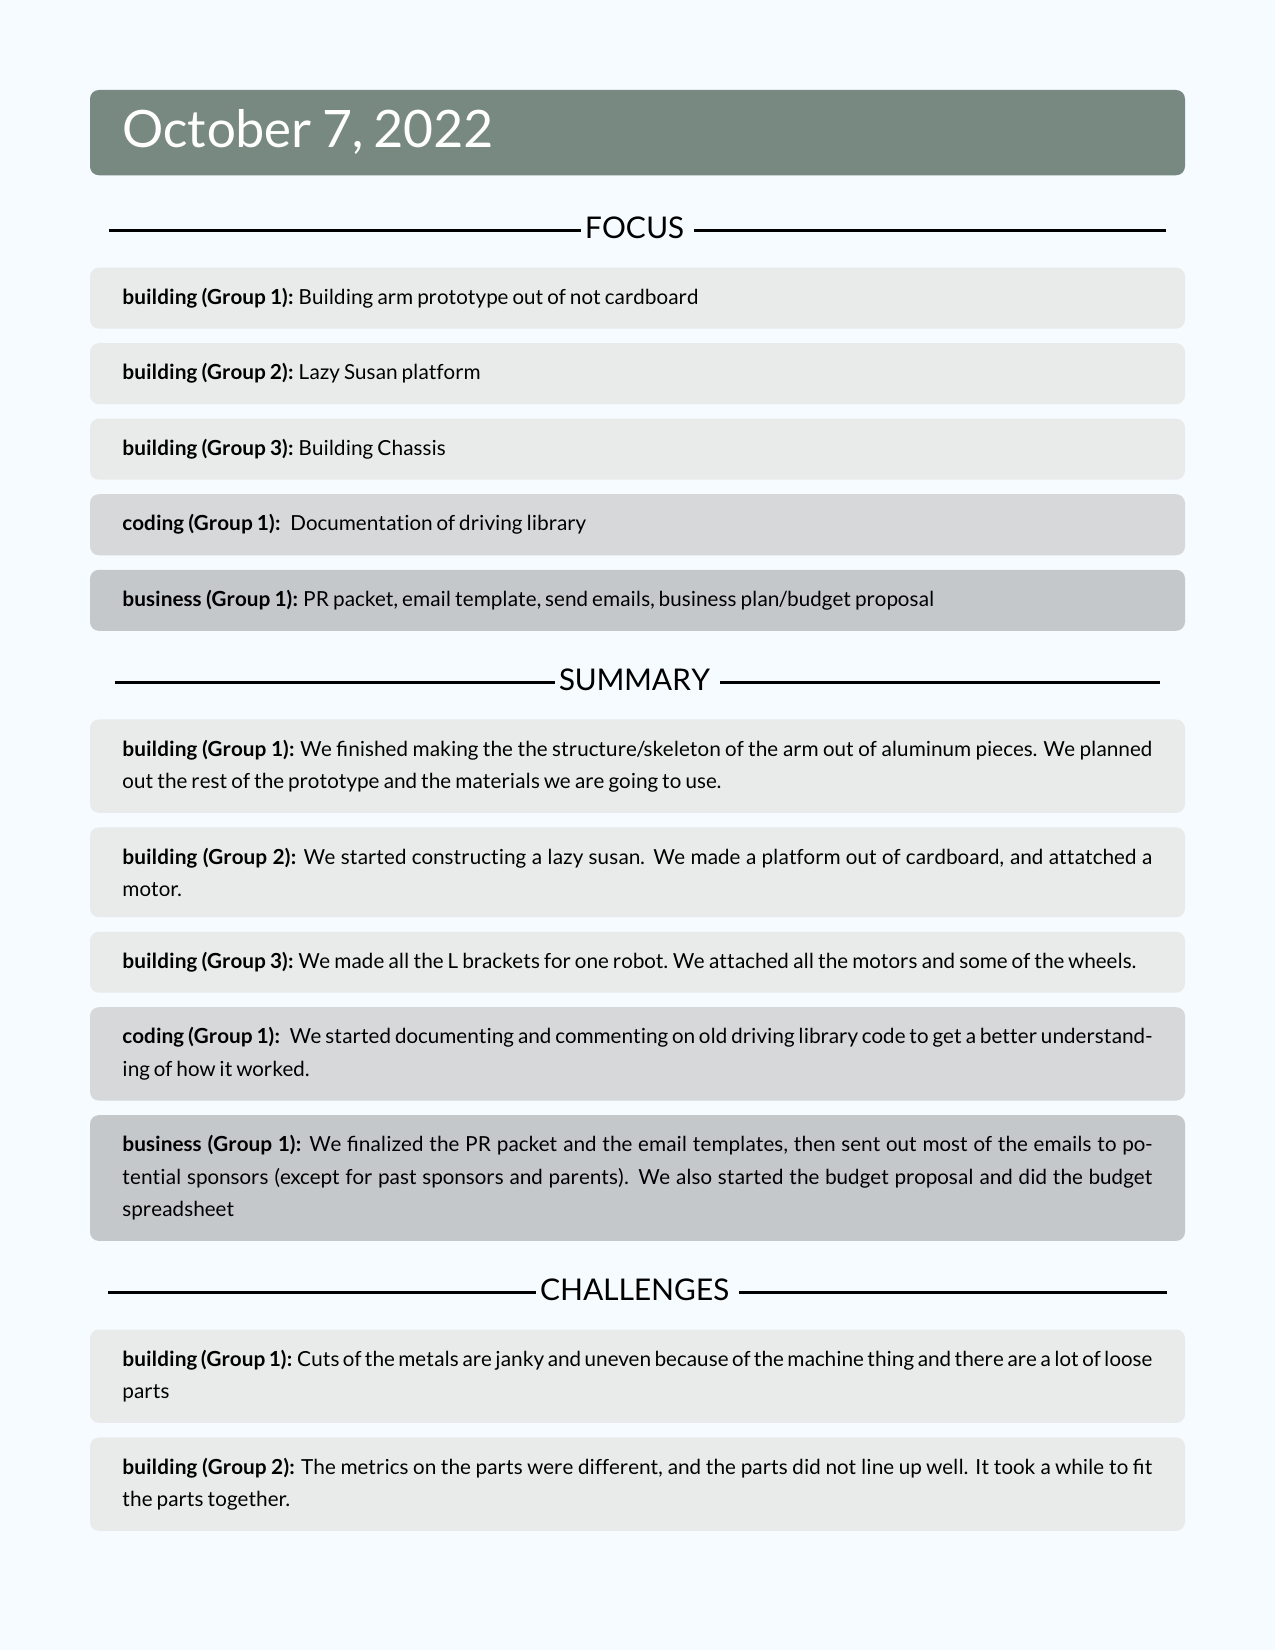 October 7, 2022
FOCUS
building (Group 1): Building arm prototype out of not cardboard
building (Group 2): Lazy Susan platform
building (Group 3): Building Chassis
coding (Group 1): Documentation of driving library
business (Group 1): PR packet, email template, send emails, business plan/budget proposal
SUMMARY
building (Group 1): We finished making the the structure/skeleton of the arm out of aluminum pieces. We planned
out the rest of the prototype and the materials we are going to use.
building (Group 2): We started constructing a lazy susan. We made a platform out of cardboard, and attatched a
motor.
building (Group 3): We made all the L brackets for one robot. We attached all the motors and some of the wheels.
coding (Group 1): We started documenting and commenting on old driving library code to get a better understand-
ing of how it worked.
business (Group 1): We finalized the PR packet and the email templates, then sent out most of the emails to po-
tential sponsors (except for past sponsors and parents). We also started the budget proposal and did the budget
spreadsheet
CHALLENGES
building (Group 1): Cuts of the metals are janky and uneven because of the machine thing and there are a lot of loose
parts
building (Group 2): The metrics on the parts were different, and the parts did not line up well. It took a while to fit
the parts together.